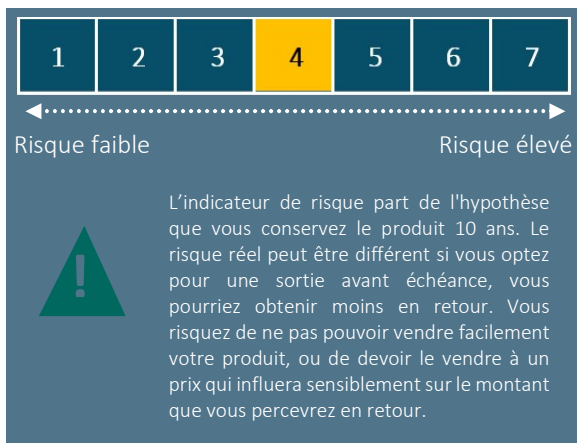 1 2 3 4 5 6 7
Risque faible Risque élevé
L’indicateur de risque part de l'hypothèse
que vous conservez le produit 10 ans. Le
risque réel peut être différent si vous optez
pour une sortie avant échéance, vous
pourriez obtenir moins en retour. Vous
risquez de ne pas pouvoir vendre facilement
votre produit, ou de devoir le vendre à un
prix qui influera sensiblement sur le montant
que vous percevrez en retour.
!